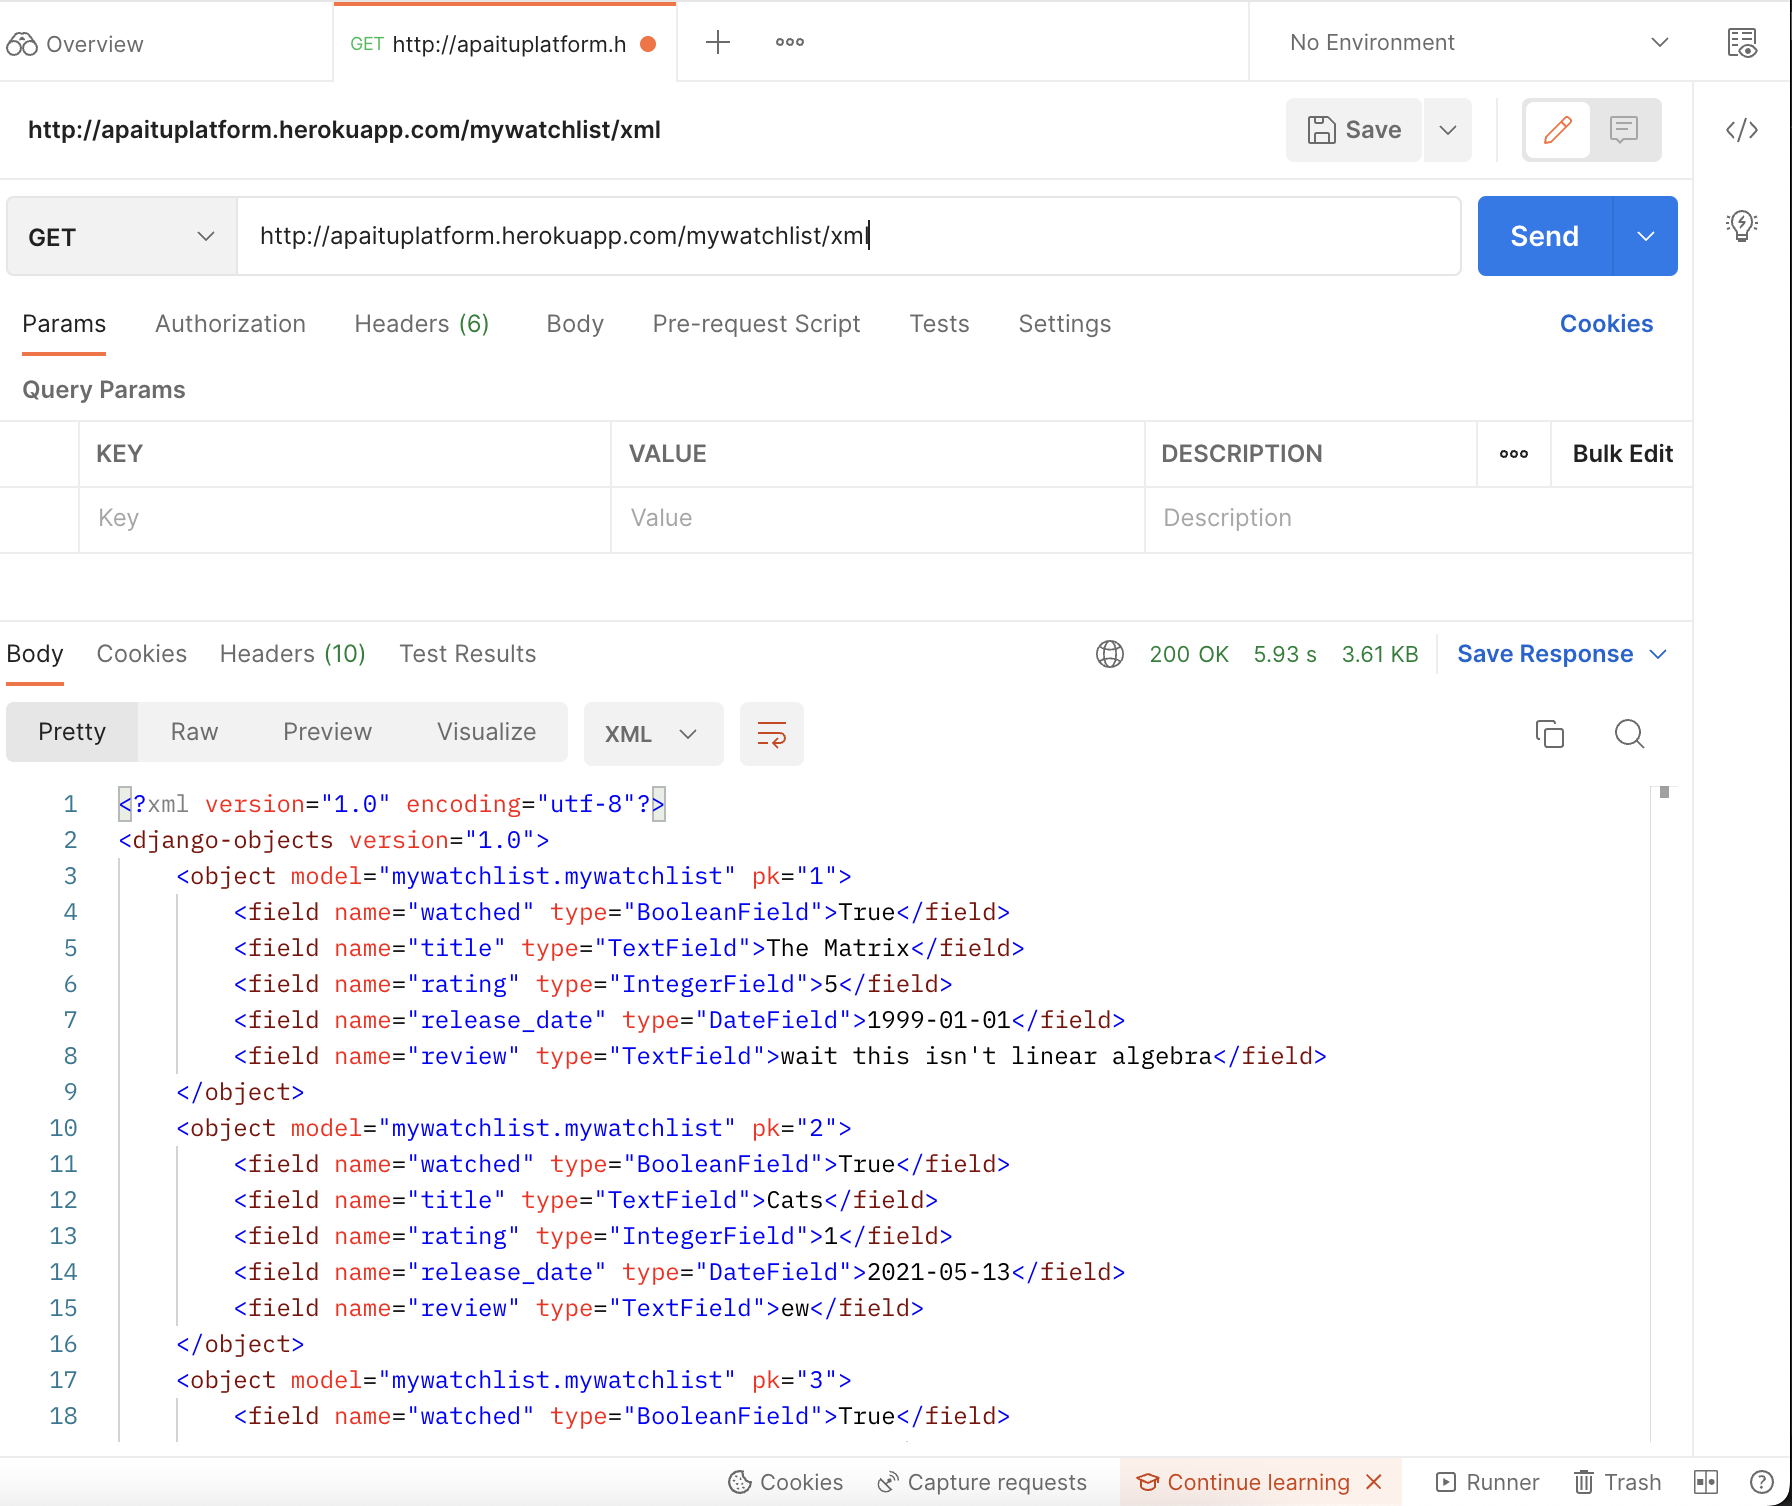 Overview
GET http://apaituplatform.h
No Environment
http://apaituplatform.herokuapp.com/mywatchlist/xml
Save
GET
http://apaituplatform.herokuapp.com/mywatchlist/xml
Send
Params Authorization Headers (6) Body Pre-request Script Tests Settings Cookies
Query Params
KEY VALUE DESCRIPTION Bulk Edit
Key Value Description
Body Cookies Headers (10) Test Results 200 OK 5.93 s 3.61 KB Save Response
Pretty Raw Preview Visualize XML
1 <?xml version="1.0" encoding="utf-8"?>
2 <django-objects version="1.0">
3 <object model="mywatchlist.mywatchlist" pk="1">
4 <field name="watched" type="BooleanField">True</field>
5 <field name="title" type="TextField">The Matrix</field>
6 <field name="rating" type="IntegerField">5</field>
7 <field name="release_date" type="DateField">1999-01-01</field>
8 <field name="review" type="TextField">wait this isn't linear algebra</field>
9 </object>
10 <object model="mywatchlist.mywatchlist" pk="2">
11 <field name="watched" type="BooleanField">True</field>
12 <field name="title" type="TextField">Cats</field>
13 <field name="rating" type="IntegerField">1</field>
14 <field name="release_date" type="DateField">2021-05-13</field>
15 <field name="review" type="TextField">ew</field>
16 </object>
17 <object model="mywatchlist.mywatchlist" pk="3">
18 <field name="watched" type="BooleanField">True</field>
Cookies Capture requests Continue learning Runner Trash